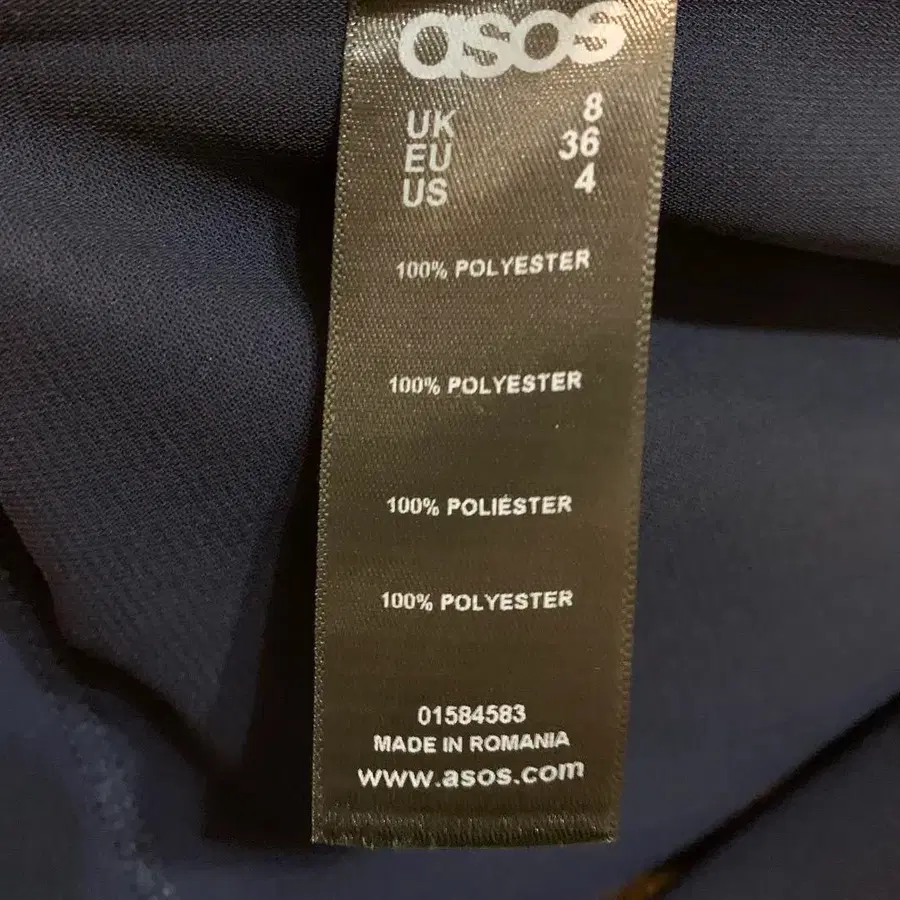 asos
UK 8
EU 36
US 4
100% POLYESTER
100% POLYESTER
100% POLIÉSTER
100% POLYESTER
01584583
MADE IN ROMANIA
www.asos.com